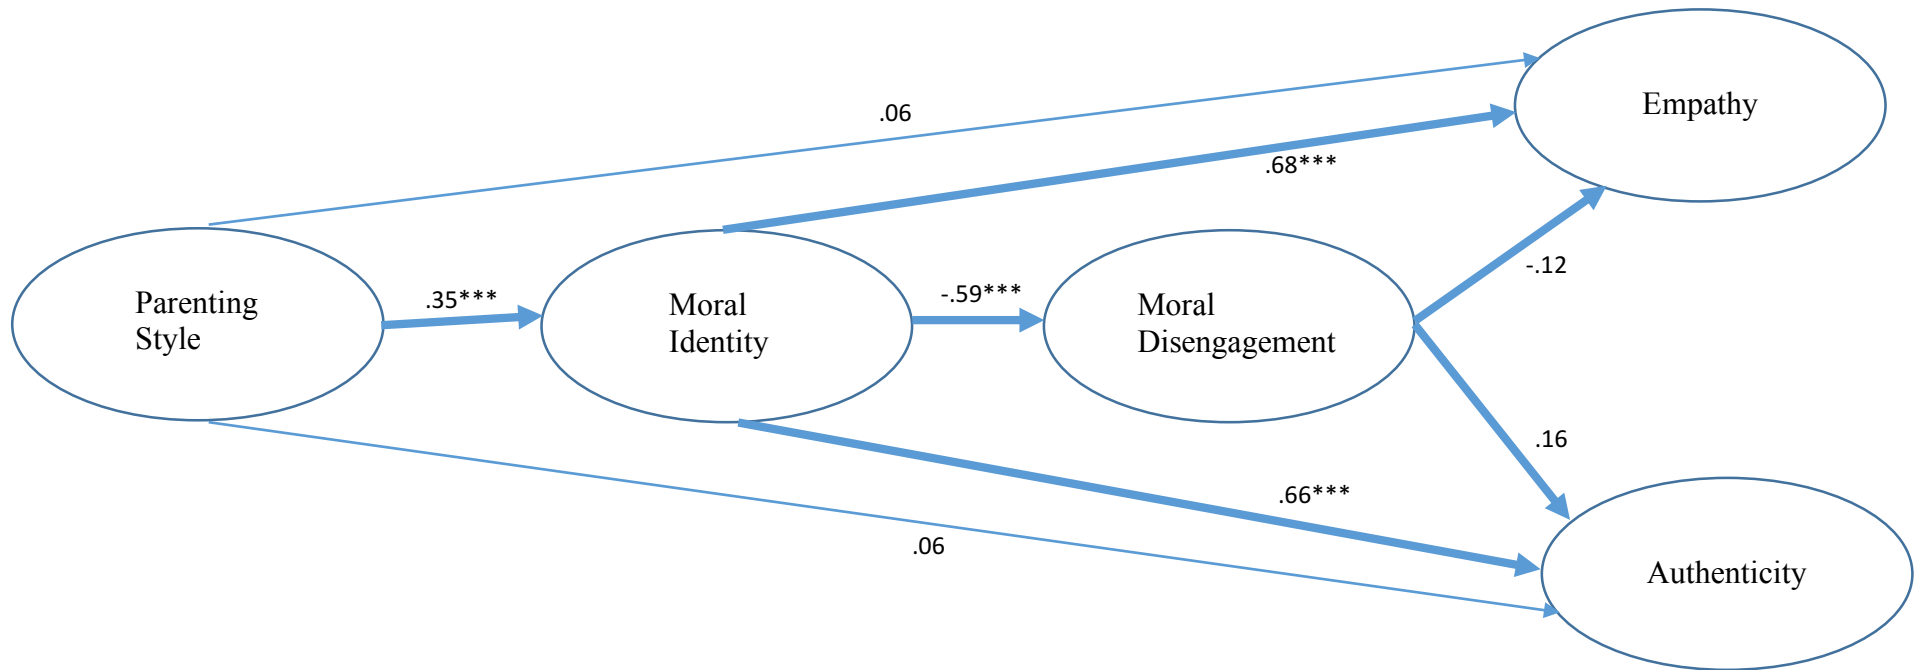 Empathy
.06
.68***
Parenting
Style
.35***
Moral
Identity
-.59***
Moral
Disengagement
-.12
.16
.66***
.06
Authenticity